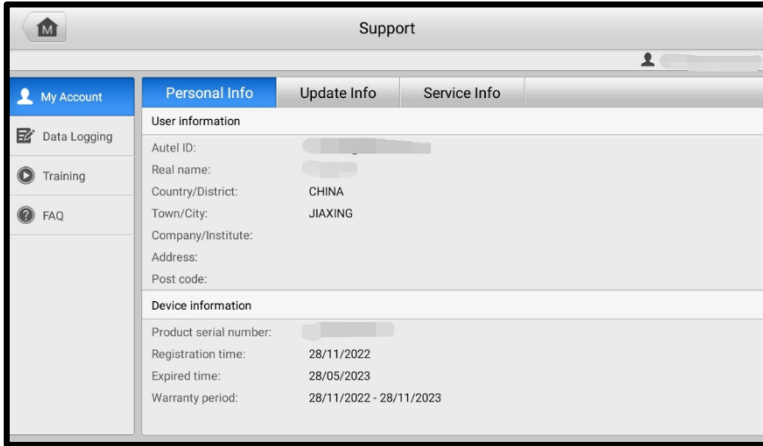 M
Support
My Account
Data Logging
Training
FAQ
Personal Info Update Info Service Info
User information
Autel ID:
Real name:
Country/District: CHINA
Town/City: JIAXING
Company/Institute:
Address:
Post code:
Device information
Product serial number:
Registration time: 28/11/2022
Expired time: 28/05/2023
Warranty period: 28/11/2022 - 28/11/2023